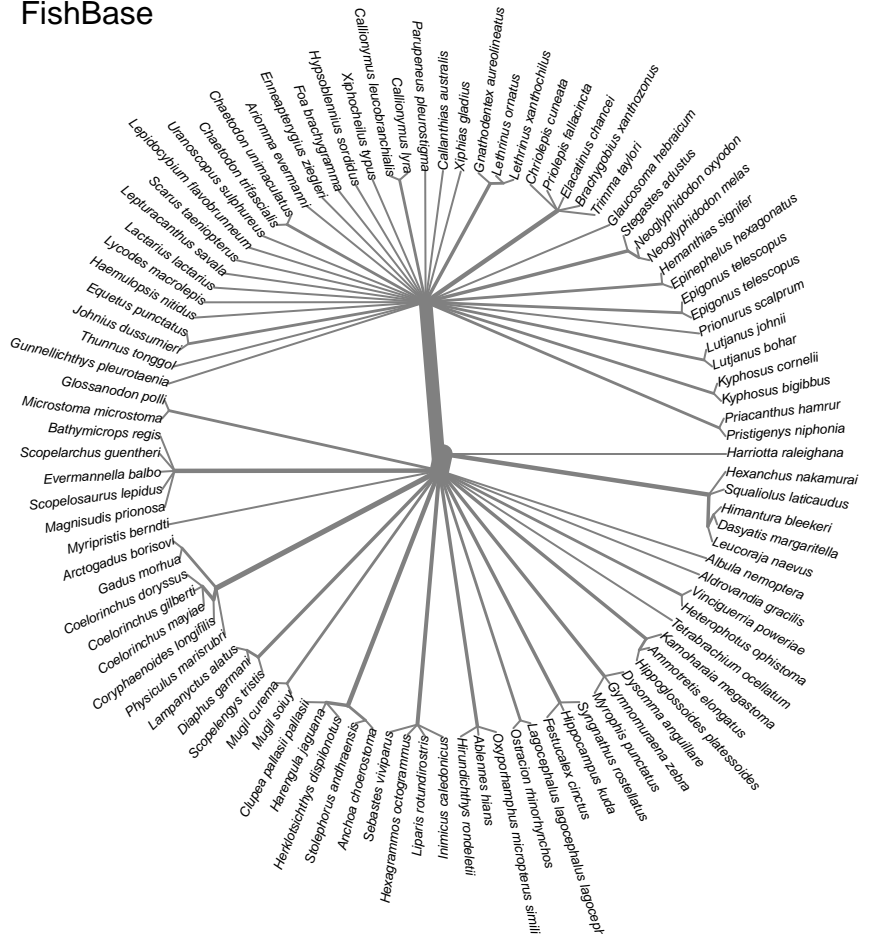 FishBase
Callionymus leucobranchialis
Parupeneus pleurostigma
Callionymus lyra
Callanthias australis
Xiphias gladius
Gnathodentex aureolineatus
Lethrinus ornatus
Lethrinus xanthochilus
Chriolepis cuneata
Priolepis fallacincta
Elacatinus chancei
Brachygobius xanthozonus
Trimma taylori
Glaucosoma hebraicum
Stegastes adustus
Neoglyphidodon oxyodon
Neoglyphidodon melas
Hemanthias signifer
Epinephelus hexagonatus
Epigonus telescopus
Epigonus telescopus
Prionurus scalprum
Lutjanus johnii
Lutjanus bohar
Kyphosus cornelii
Kyphosus bigibbus
Priacanthus hamrur
Pristigenys niphonia
Harriotta raleighana
Hexanchus nakamurai
Squaliolus laticaudus
Himantura bleekeri
Dasyatis margaritella
Leucoraja naevus
Albula nemoptera
Aldrovandia gracilis
Vinciguerria poweriae
Heterophotus ophistoma
Tetrabrachium ocellatum
Kamoharaia megastoma
Ammotretis elongatus
Hippoglossoides platessoides
Dysomma anguillare
Gymnomuraena zebra
Myrophis punctatus
Syngnathus rostellatus
Hippocampus kuda
Festucalex cinctus
Lagocephalus lagocephalus lagoceph
Ostracion rhinorhynchos
Oxyporhamphus micropterus simili
Ablennes hians
Hirundichthys rondeletii
Inimicus caledonicus
Liparis rotundirostris
Hexagrammos octogrammus
Sebastes viviparus
Anchoa choerostoma
Stolephorus andhraensis
Herklotsichthys dispilonotus
Harengula jaguana
Clupea pallasii pallasii
Mugil soiuy
Mugil curema
Scopelengys tristis
Diaphus garmani
Lampanyctus alatus
Physiculus marisrubri
Coryphaenoides longifilis
Coelorinchus mayiae
Coelorinchus gilberti
Coelorinchus doryssus
Gadus morhua
Arctogadus borisovi
Myripristis berndti
Magnisudis prionosa
Scopelosaurus lepidus
Evermannella balbo
Scopelarchus guentheri
Bathymicrops regis
Microstoma microstoma
Glossanodon polli
Gunnellichthys pleurotaenia
Thunnus tonggol
Johnius dussumieri
Equetus punctatus
Haemulopsis nitidus
Lycodes macrolepis
Lactarius lactarius
Lepturacanthus savala
Scarus taeniopterus
Lepidocybium flavobrunneum
Uranoscopus sulphureus
Chaetodon trifascialis
Chaetodon unimaculatus
Ariomma evermanni
Enneapterygius ziegleri
Foa brachygramma
Hypsoblennius sordidus
Xiphocheilus typus